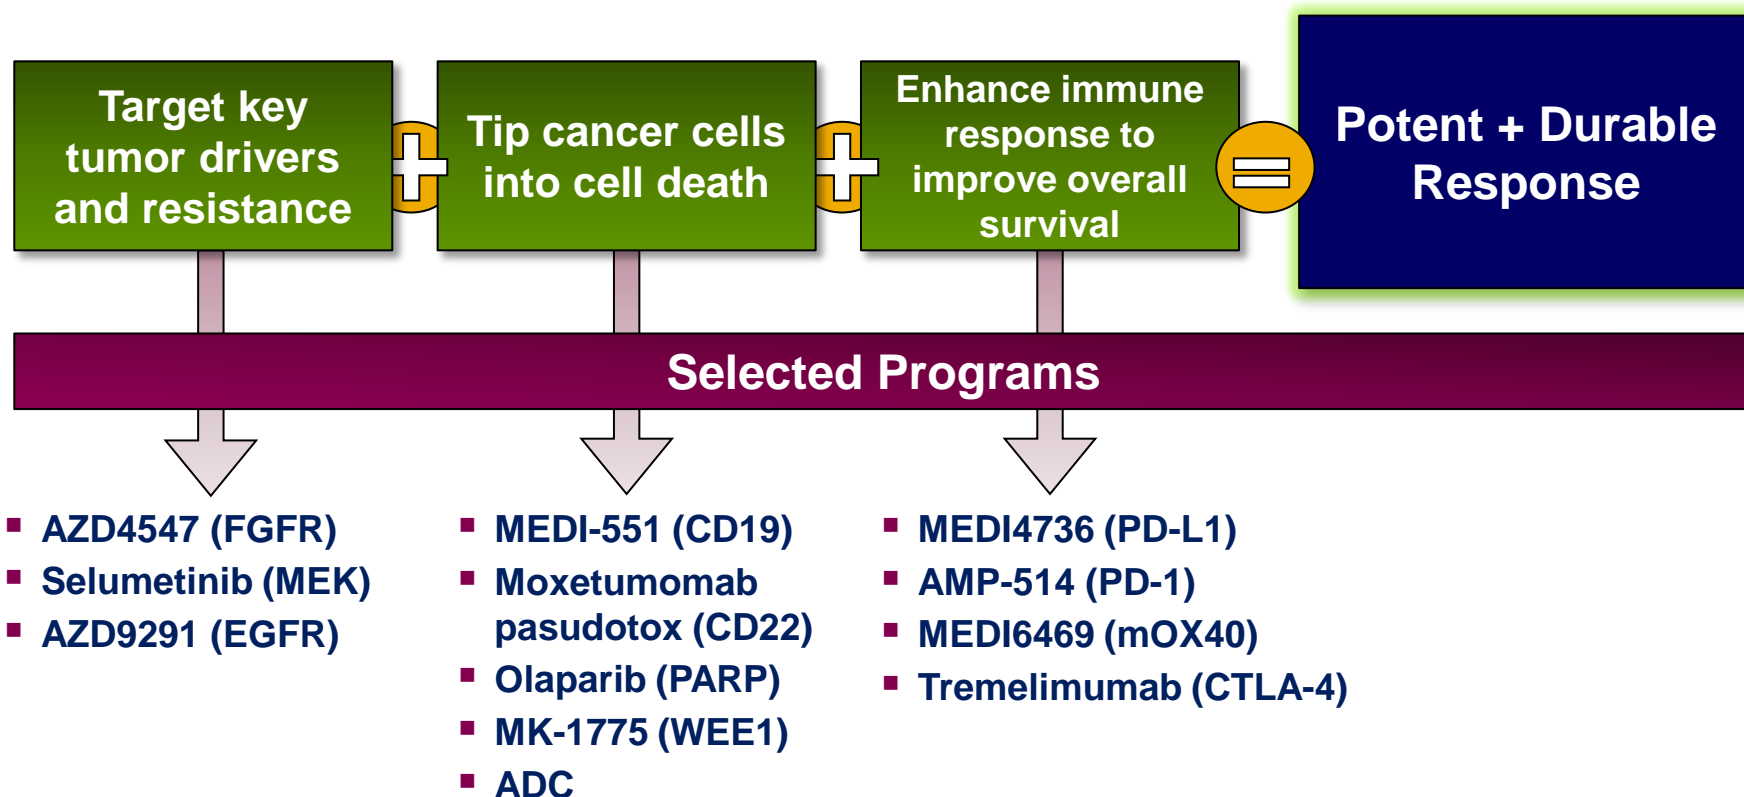 Target key
tumor drivers
and resistance
+
Tip cancer cells
into cell death
+
Enhance immune
response to
improve overall
survival
=
Potent + Durable
Response
Selected Programs
▪ AZD4547 (FGFR)
▪ Selumetinib (MEK)
▪ AZD9291 (EGFR)
▪ MEDI-551 (CD19)
▪ Moxetumomab
pasudotox (CD22)
▪ Olaparib (PARP)
▪ MK-1775 (WEE1)
▪ ADC
▪ MEDI4736 (PD-L1)
▪ AMP-514 (PD-1)
▪ MEDI6469 (mOX40)
▪ Tremelimumab (CTLA-4)